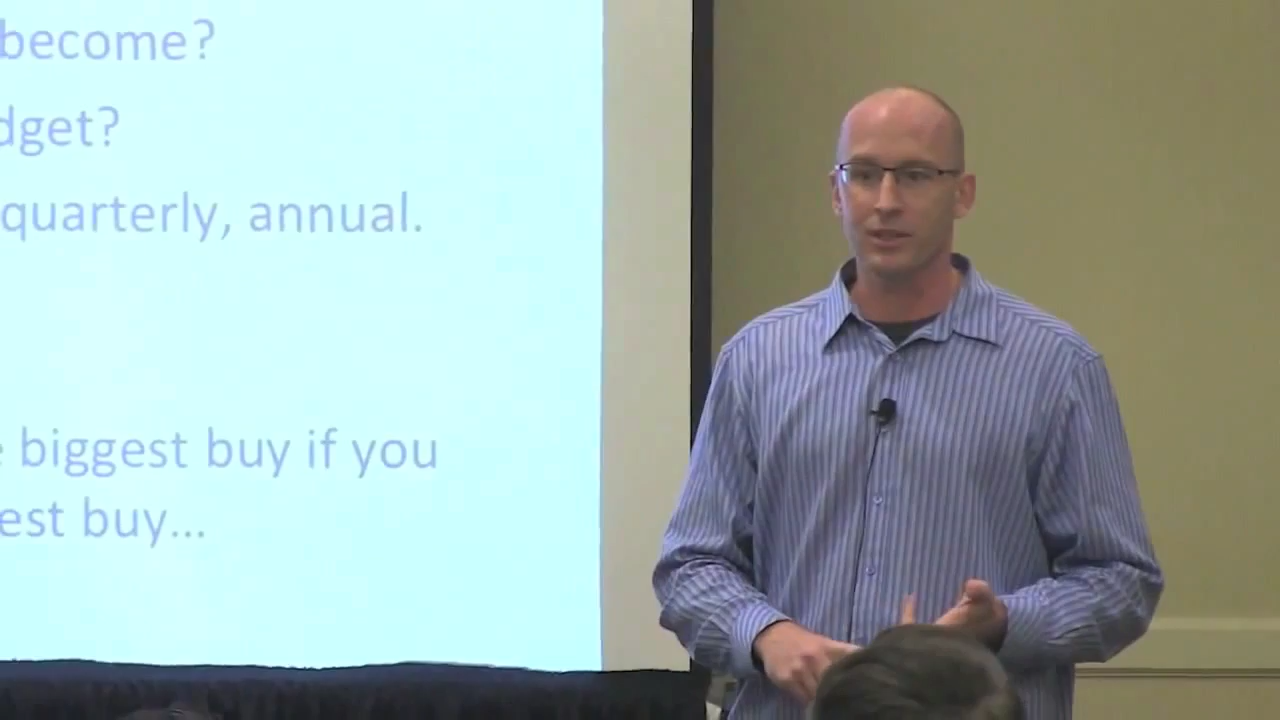 become?
dget?
quarterly, annual.
biggest buy if you
est buy...